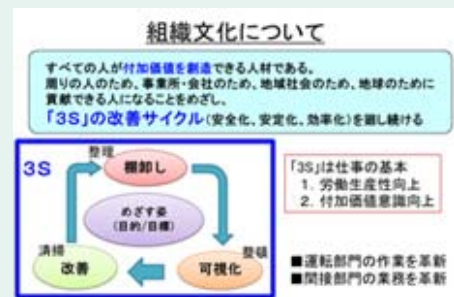 組織文化について
すべての人が付加価値を創造できる人材である。
周りの人のため、事業所・会社のため、地域社会のため、地球のために
貢献できる人になることをめざし、
「3S」の改善サイクル(安全化、安定化、効率化)を廻し続ける
3S
整理
棚卸し
めざす姿
(目的/目標)
清掃
改善
整頓
可視化
「3S」は仕事の基本
1. 労働生産性向上
2. 付加価値意識向上
■運転部門の作業を革新
■間接部門の業務を革新